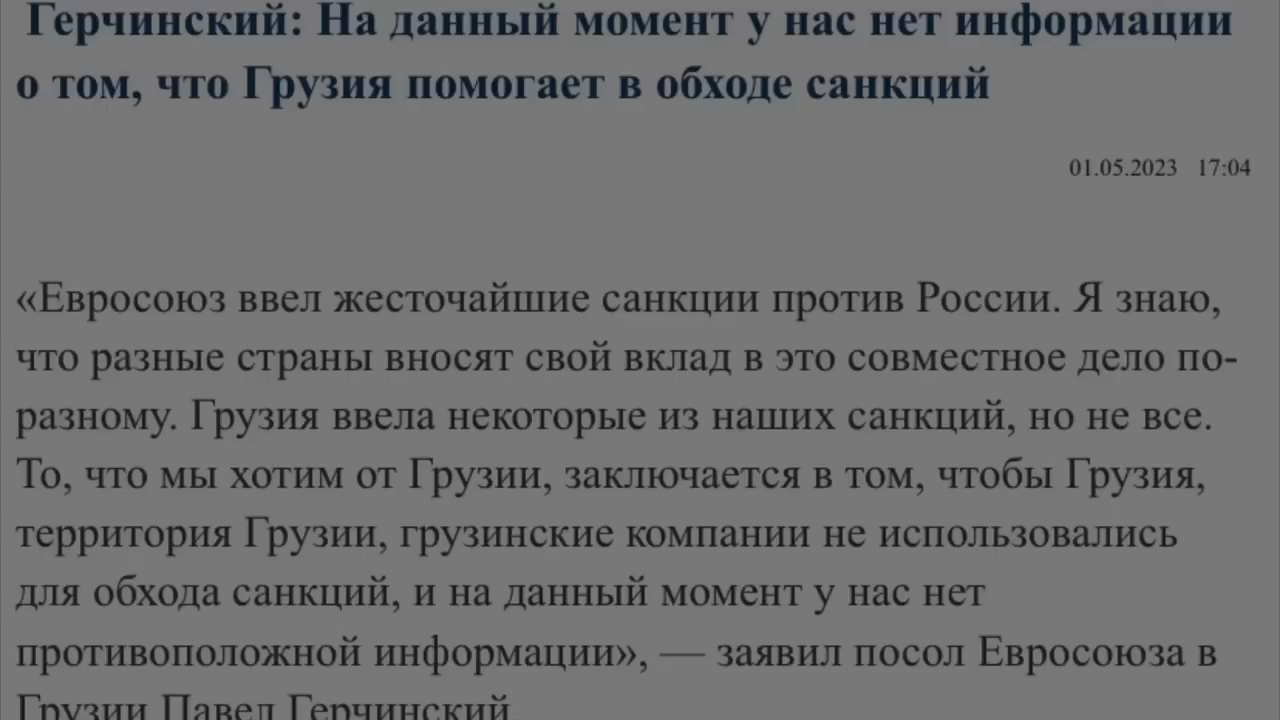 Герчинский: На данный момент у нас нет информации
о том, что Грузия помогает в обходе санкций
01.05.2023 17:04
«Евросоюз ввел жесточайшие санкции против России. Я знаю,
что разные страны вносят свой вклад в это совместное дело по-
разному. Грузия ввела некоторые из наших санкций, но не все.
То, что мы хотим от Грузии, заключается в том, чтобы Грузия,
территория Грузии, грузинские компании не использовались
для обхода санкций, и на данный момент у нас нет
противоположной информации», — заявил посол Евросоюза в
Грузии Павел Герчинский